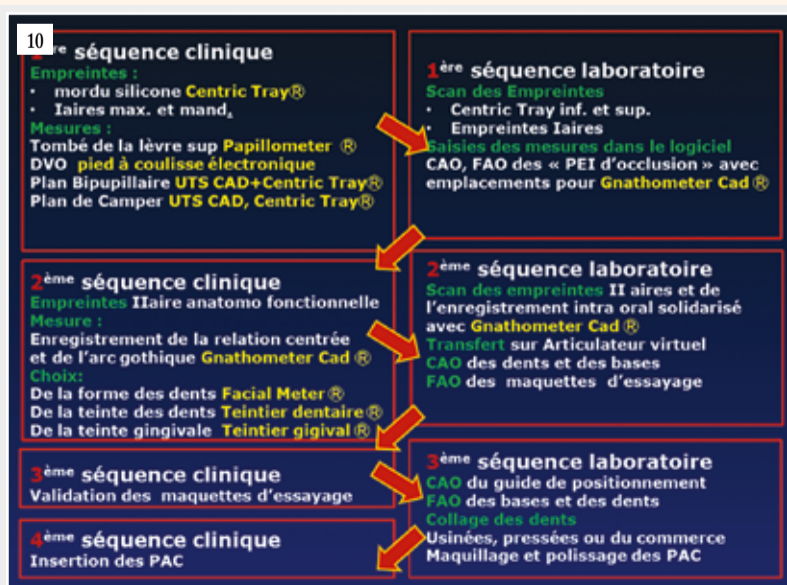 10
1ère séquence clinique
Empreintes :
• mordu silicone Centric Tray®
• Iaires max. et mand.
Mesures :
Tombé de la lèvre sup Papillometer ®
DVO pied à coulisse électronique
Plan Bipupillaire UTS CAD+Centric Tray®
Plan de Camper UTS CAD, Centric Tray®
1ère séquence laboratoire
Scan des Empreintes
• Centric Tray inf. et sup.
• Empreintes Iaires
Saisies des mesures dans le logiciel
CAO, FAO des « PEI d'occlusion » avec
emplacements pour Gnathometer Cad ®
2ème séquence clinique
Empreintes IIaire anatomo fonctionnelle
Mesure :
Enregistrement de la relation centrée
et de l'arc gothique Gnathometer Cad ®
Choix:
De la forme des dents Facial Meter ®
De la teinte des dents Teintier dentaire ®
De la teinte gingivale Teintier gigival ®
2ème séquence laboratoire
Scan des empreintes II aires et de
l'enregistrement intra oral solidarisé
avec Gnathometer Cad ®
Transfert sur Articulateur virtuel
CAO des dents et des bases
FAO des maquettes d'essayage
3ème séquence clinique
Validation des maquettes d'essayage
3ème séquence laboratoire
CAO du guide de positionnement
FAO des bases et des dents
Collage des dents
Usinées, pressées ou du commerce
Maquillage et polissage des PAC
4ème séquence clinique
Insertion des PAC